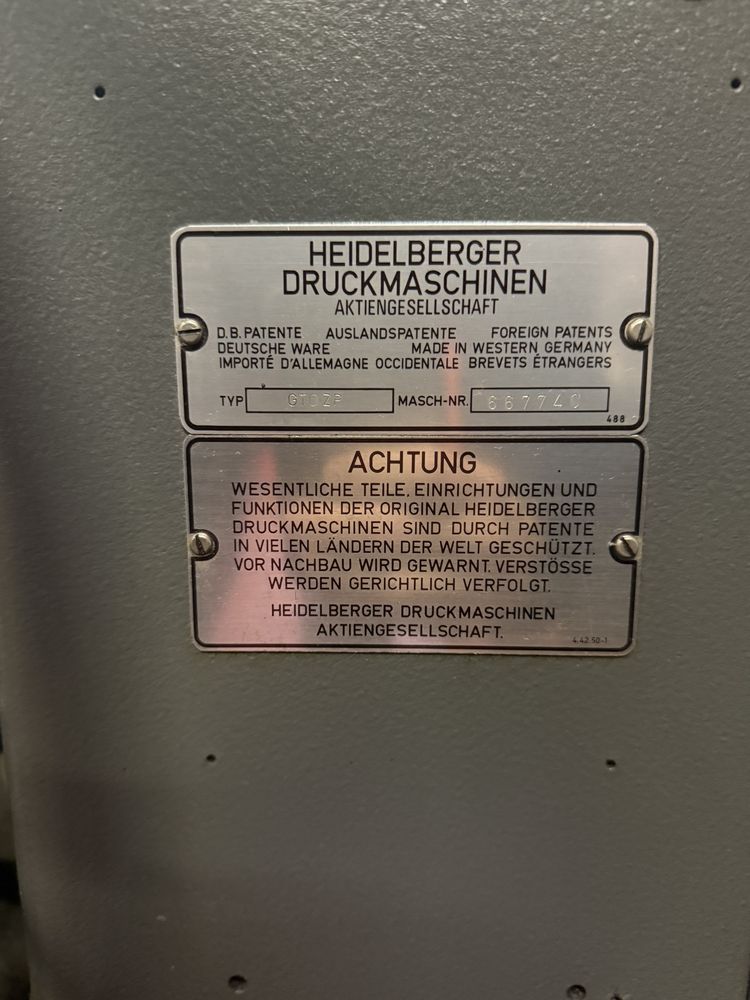 HEIDELBERGER
DRUCKMASCHINEN
AKTIENGESELLSCHAFT
D.B. PATENTE AUSLANDSPATENTE FOREIGN PATENTS
DEUTSCHE WARE MADE IN WESTERN GERMANY
IMPORTÉ D'ALLEMAGNE OCCIDENTALE BREVETS ÉTRANGERS
TYP GTOZP MASCH-NR. 667740
488
ACHTUNG
WESENTLICHE TEILE, EINRICHTUNGEN UND
FUNKTIONEN DER ORIGINAL HEIDELBERGER
DRUCKMASCHINEN SIND DURCH PATENTE
IN VIELEN LÄNDERN DER WELT GESCHÜTZT.
VOR NACHBAU WIRD GEWARNT. VERSTÖSSE
WERDEN GERICHTLICH VERFOLGT.
HEIDELBERGER DRUCKMASCHINEN
AKTIENGESELLSCHAFT.
4.42.50-1